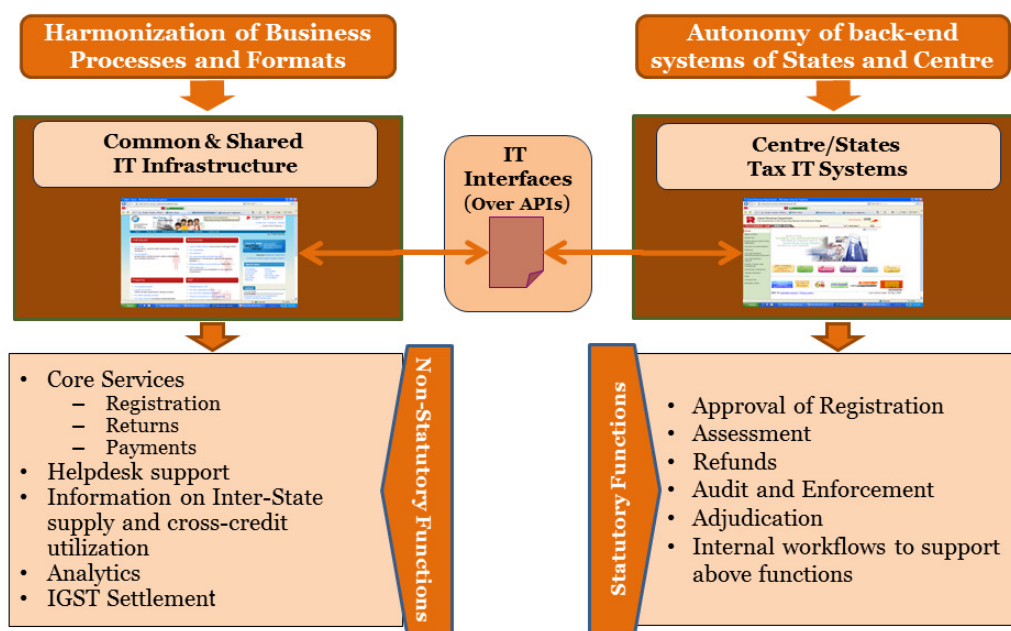 Harmonization of Business
Processes and Formats
Autonomy of back-end
systems of States and Centre
Common & Shared
IT Infrastructure
IT
Interfaces
(Over APIs)
Centre/States
Tax IT Systems
• Core Services
– Registration
– Returns
– Payments
• Helpdesk support
• Information on Inter-State
supply and cross-credit
utilization
• Analytics
• IGST Settlement
Non-Statutory Functions
Statutory Functions
• Approval of Registration
• Assessment
• Refunds
• Audit and Enforcement
• Adjudication
• Internal workflows to support
above functions